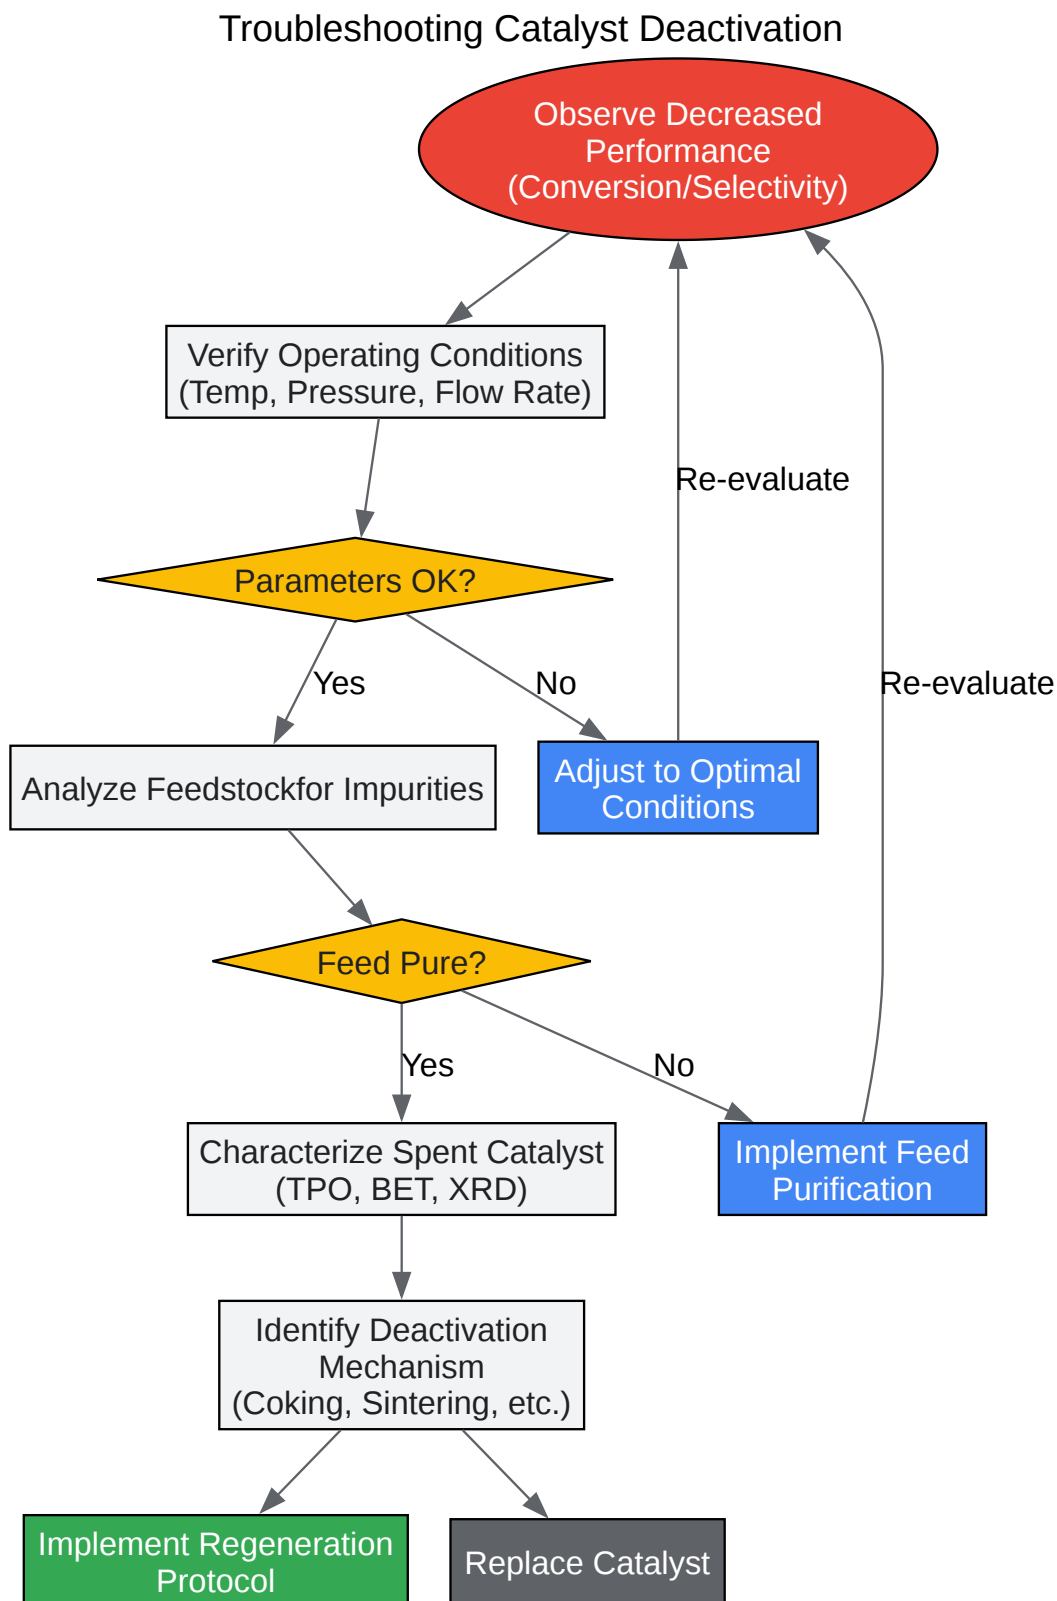 Troubleshooting Catalyst Deactivation
Observe Decreased
Performance
(Conversion/Selectivity)
Verify Operating Conditions
(Temp, Pressure, Flow Rate)
Re-evaluate
Parameters OK?
Yes
No
Re-evaluate
Analyze Feedstockfor Impurities
Adjust to Optimal
Conditions
Feed Pure?
Yes
No
Characterize Spent Catalyst
(TPO, BET, XRD)
Implement Feed
Purification
Identify Deactivation
Mechanism
(Coking, Sintering, etc.)
Implement Regeneration
Protocol
Replace Catalyst